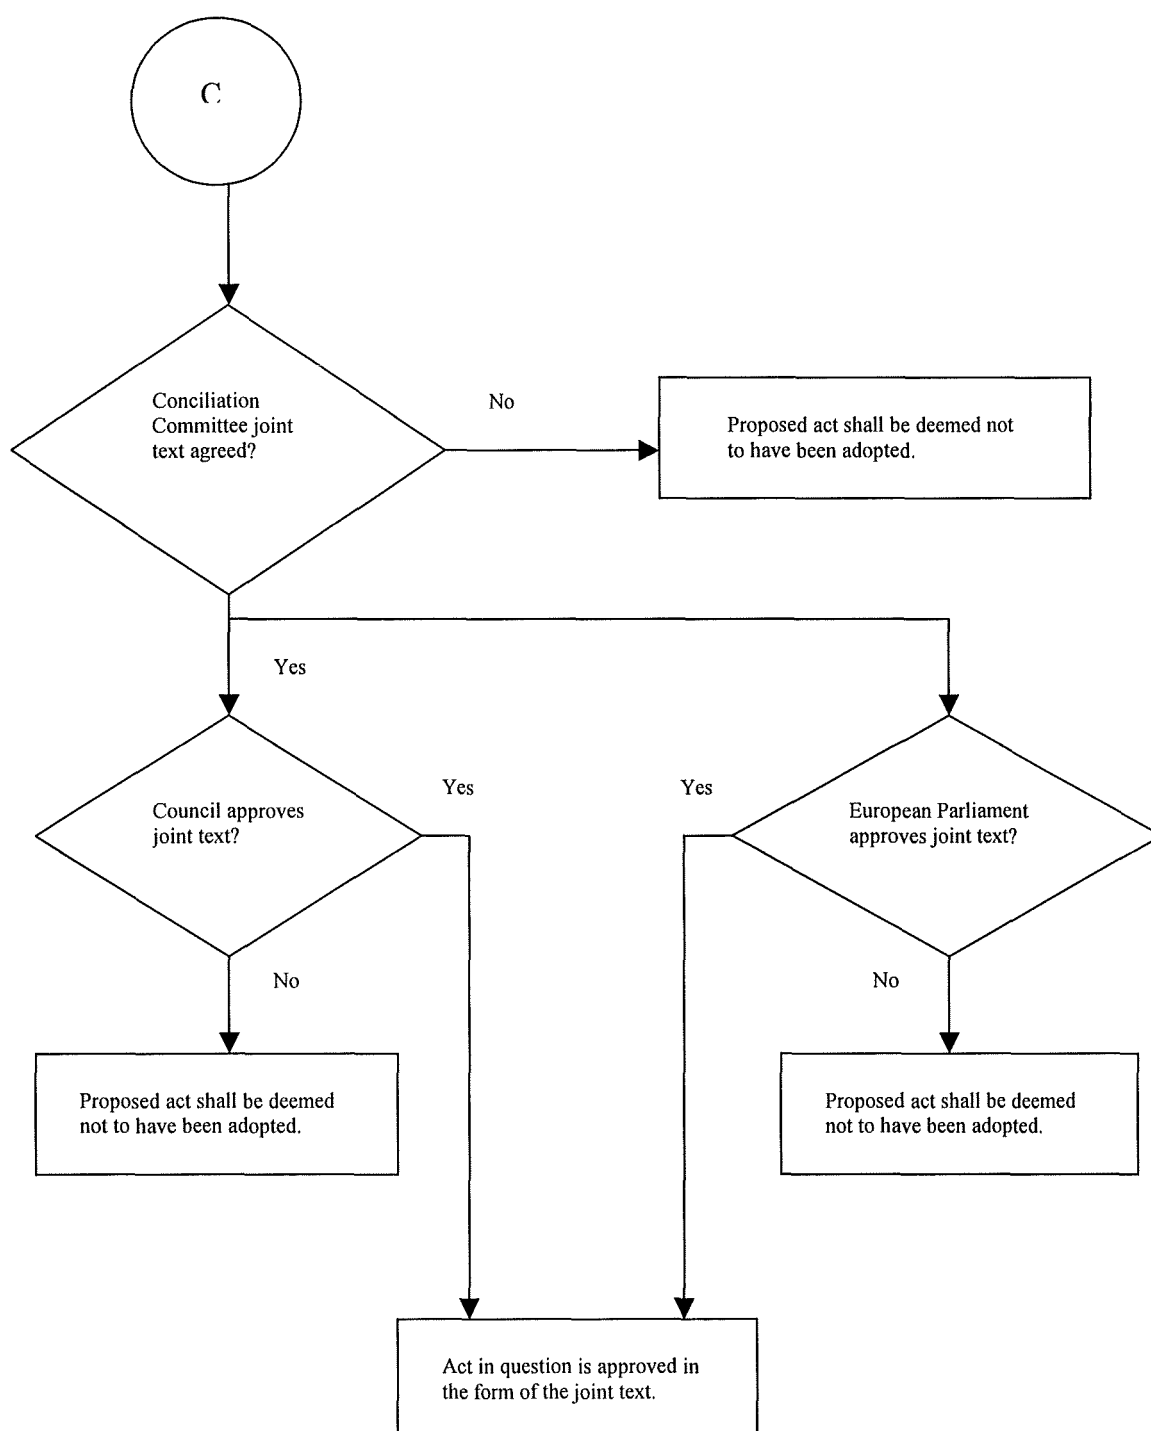 C
Conciliation
Committee joint
text agreed?
No
Proposed act shall be deemed not
to have been adopted.
Yes
Council approves
joint text?
Yes
Yes
European Parliament
approves joint text?
No
No
Proposed act shall be deemed
not to have been adopted.
Proposed act shall be deemed
not to have been adopted.
Act in question is approved in
the form of the joint text.